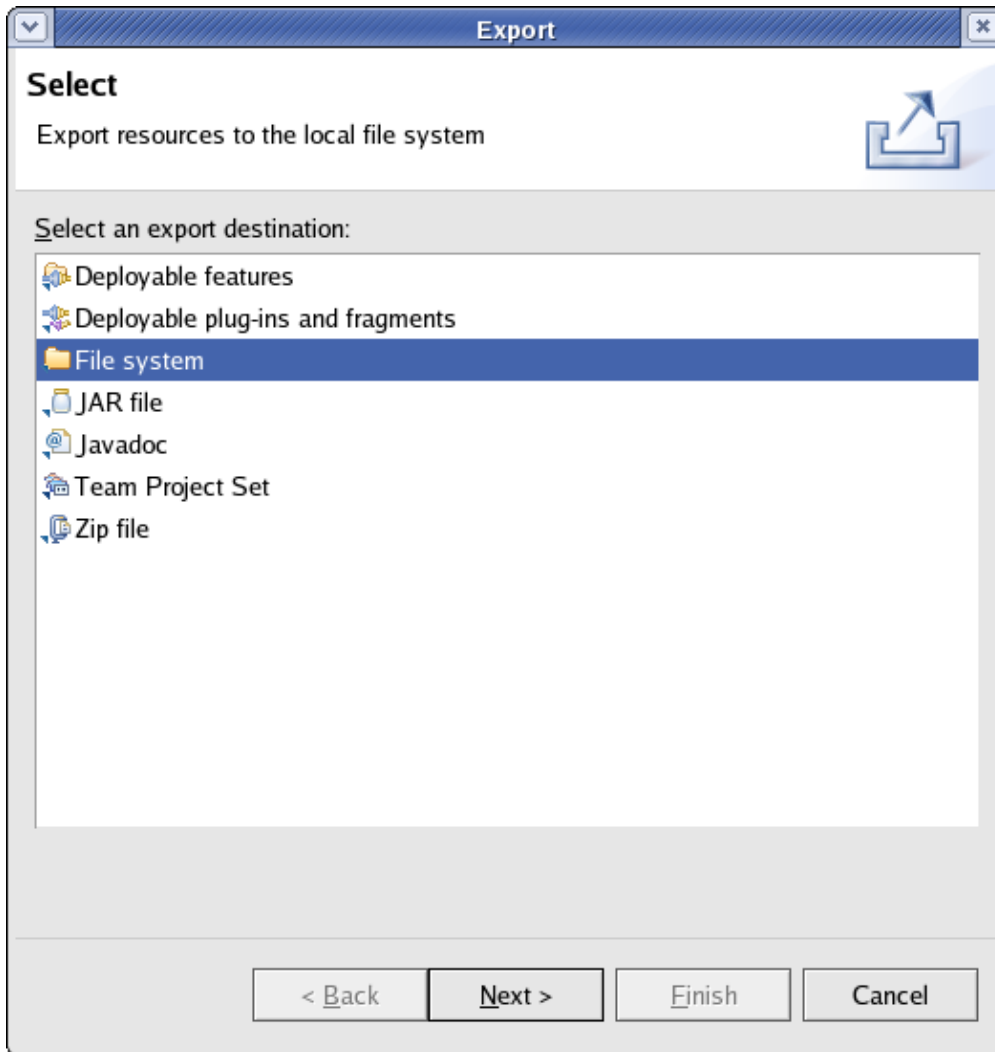 Export
Select
Export resources to the local file system
Select an export destination:
Deployable features
Deployable plug-ins and fragments
File system
JAR file
Javadoc
Team Project Set
Zip file
< Back Next > Finish Cancel